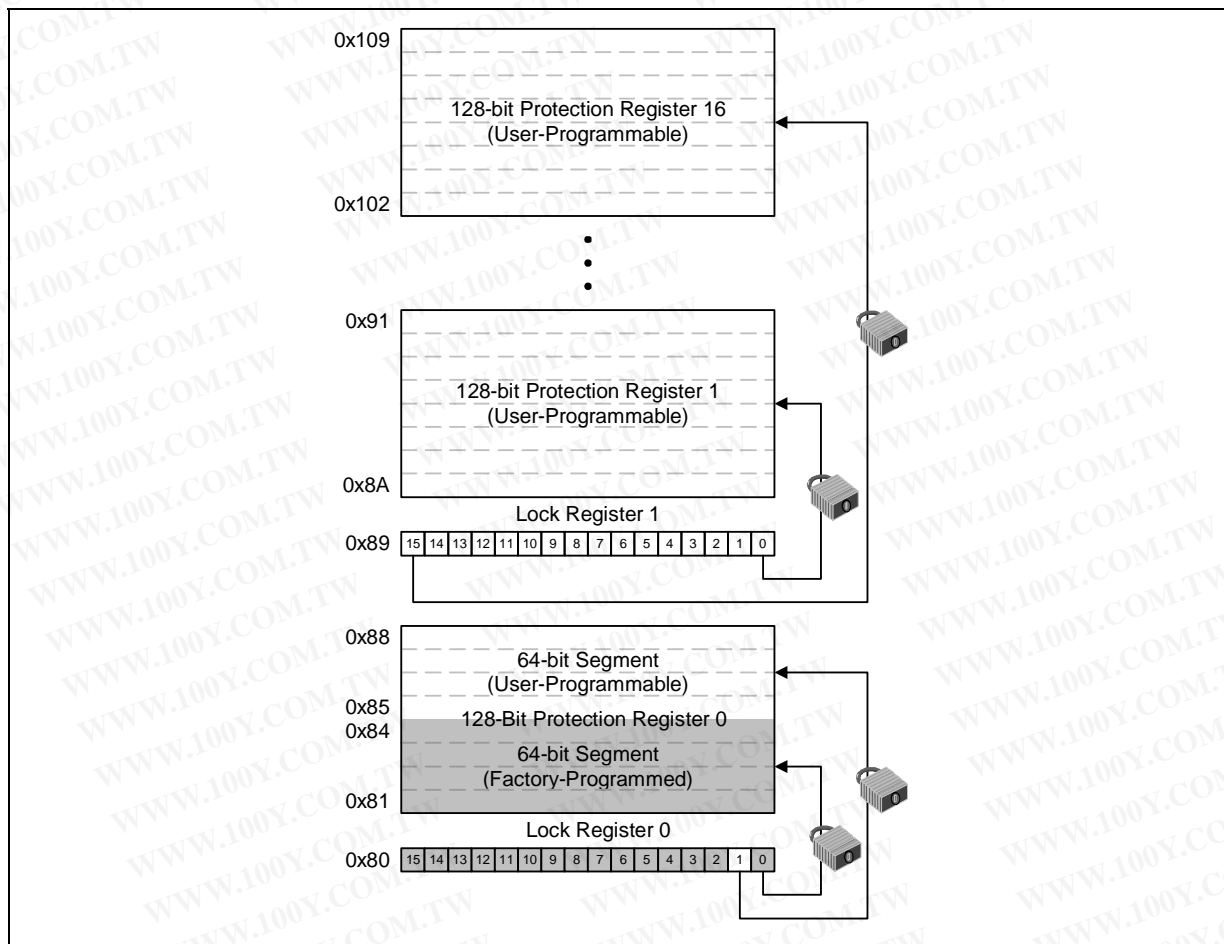 0x109
128-bit Protection Register 16
(User-Programmable)
0x102
0x91
128-bit Protection Register 1
(User-Programmable)
0x8A
Lock Register 1
0x89 15 14 13 12 11 10 9 8 7 6 5 4 3 2 1 0
0x88
64-bit Segment
(User-Programmable)
0x85
128-Bit Protection Register 0
0x84
64-bit Segment
(Factory-Programmed)
0x81
Lock Register 0
0x80 15 14 13 12 11 10 9 8 7 6 5 4 3 2 1 0
WWW.100Y.COM.TW